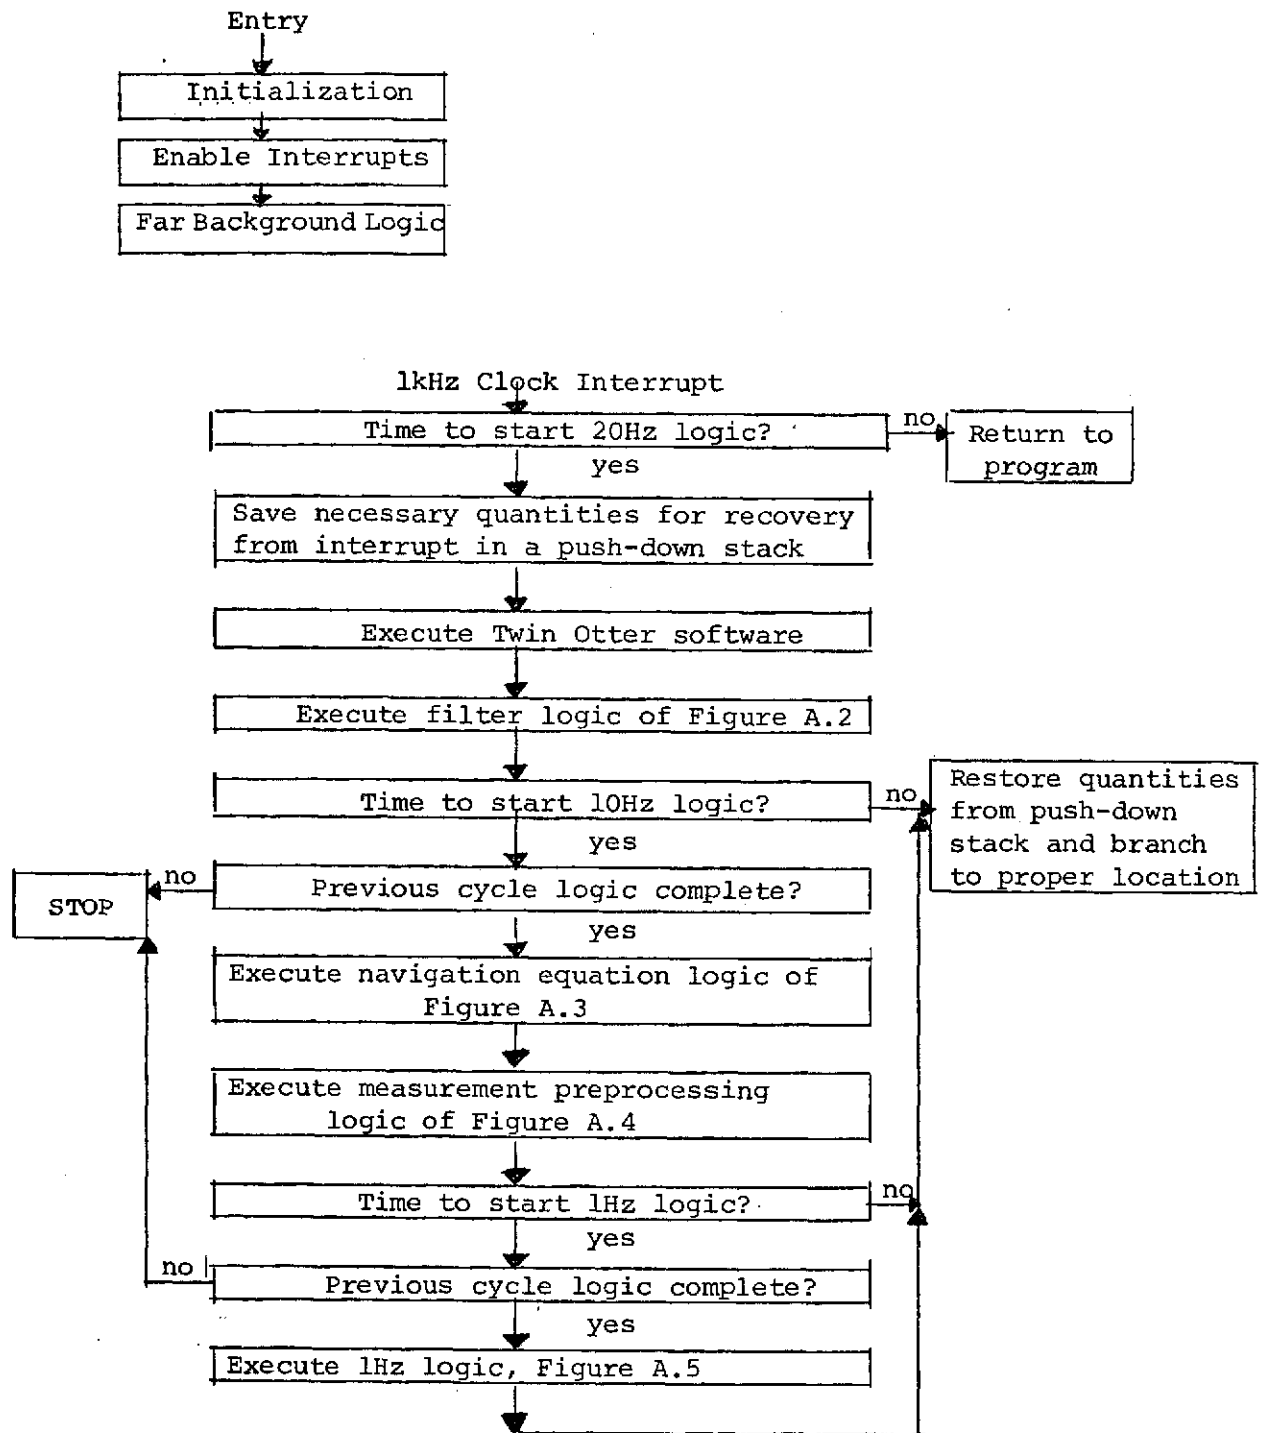 Entry
Initialization
Enable Interrupts
Far Background Logic
1kHz Clock Interrupt
Time to start 20Hz logic?
no
Return to
program
yes
Save necessary quantities for recovery
from interrupt in a push-down stack
Execute Twin Otter software
Execute filter logic of Figure A.2
Time to start 10Hz logic?
no
Restore quantities
from push-down
stack and branch
to proper location
yes
Previous cycle logic complete?
no
STOP
yes
Execute navigation equation logic of
Figure A.3
Execute measurement preprocessing
logic of Figure A.4
Time to start 1Hz logic?
no
yes
no
Previous cycle logic complete?
yes
Execute 1Hz logic, Figure A.5